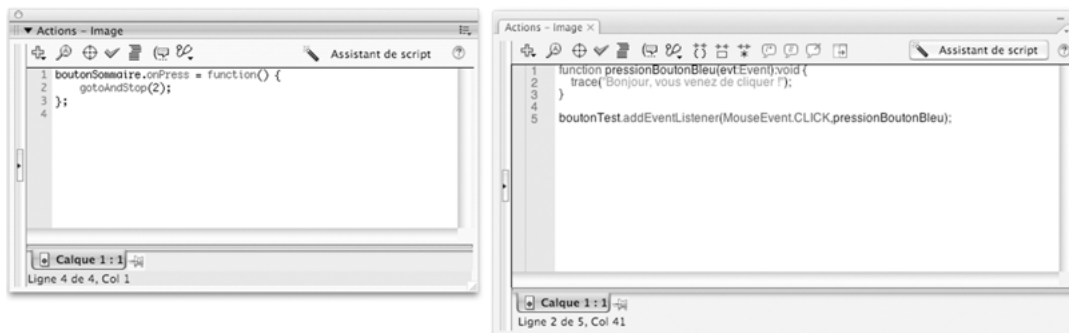 Actions - Image
Assistant de script
1 boutonSommaire.onPress = function() {
2 gotoAndStop(2);
3 };
4
Calque 1 : 1
Ligne 4 de 4, Col 1
Actions - Image ×
Assistant de script
1 function pressionBoutonBleu(evt:Event):void {
2 trace("Bonjour, vous venez de cliquer !");
3 }
4
5 boutonTest.addEventListener(MouseEvent.CLICK,pressionBoutonBleu);
Calque 1 : 1
Ligne 2 de 5, Col 41